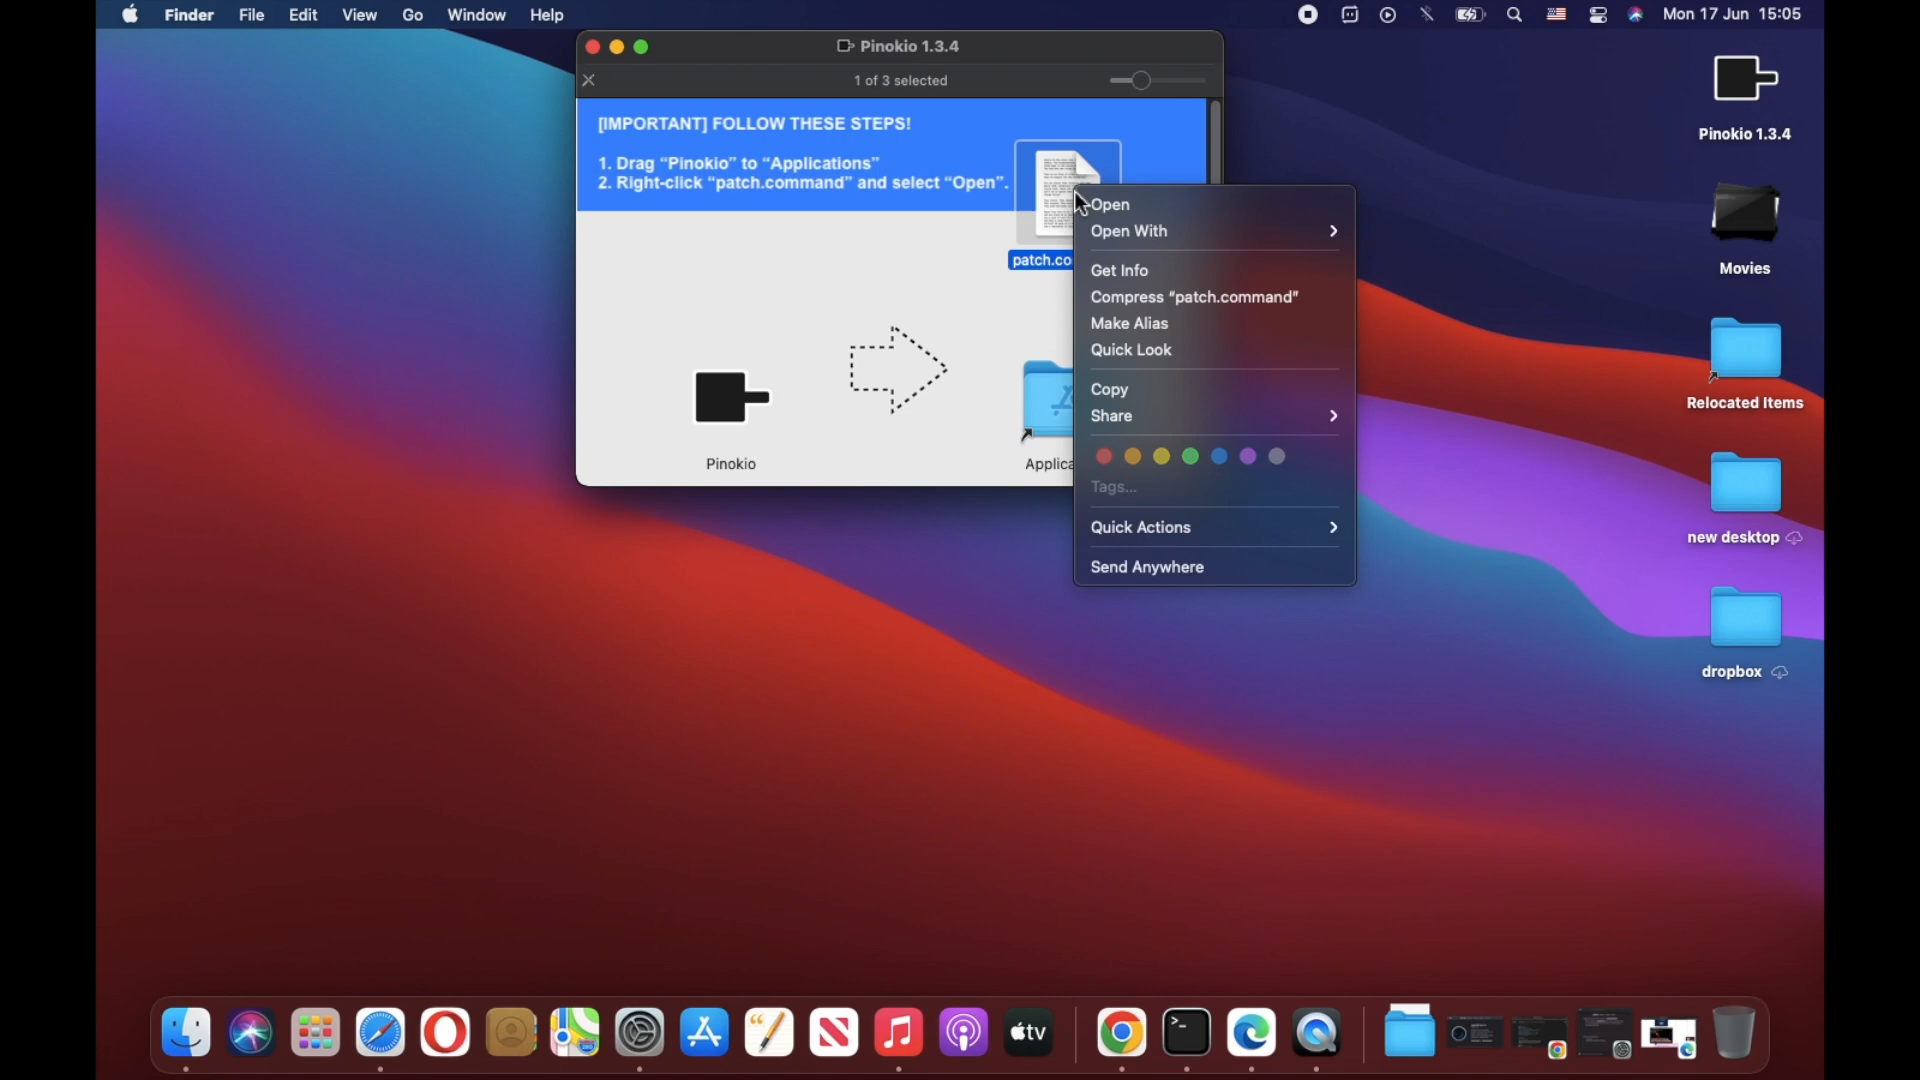 Finder File Edit View Go Window Help
Mon 17 Jun 15:05
Pinokio 1.3.4
1 of 3 selected
[IMPORTANT] FOLLOW THESE STEPS!
1. Drag “Pinokio” to “Applications”
2. Right-click “patch.command” and select “Open”.
patch.co
Pinokio
Applica
Open
Open With
Get Info
Compress “patch.command”
Make Alias
Quick Look
Copy
Share
Tags...
Quick Actions
Send Anywhere
Pinokio 1.3.4
Movies
Relocated Items
new desktop
dropbox
tv